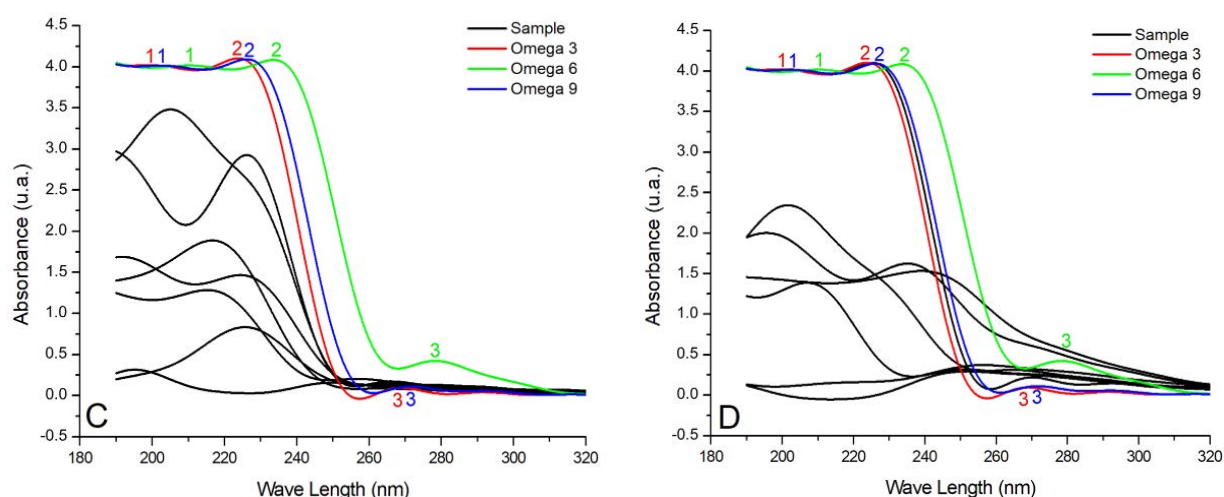 4.5
4.0
3.5
3.0
2.5
2.0
1.5
1.0
0.5
0.0
-0.5
Absorbance (u.a.)
1 1 1 2 2 2
3
3 3
Sample
Omega 3
Omega 6
Omega 9
C
180 200 220 240 260 280 300 320
Wave Length (nm)
4.5
4.0
3.5
3.0
2.5
2.0
1.5
1.0
0.5
0.0
-0.5
Absorbance (u.a.)
1 1 1 2 2 2
3
3 3
Sample
Omega 3
Omega 6
Omega 9
D
180 200 220 240 260 280 300 320
Wave Length (nm)